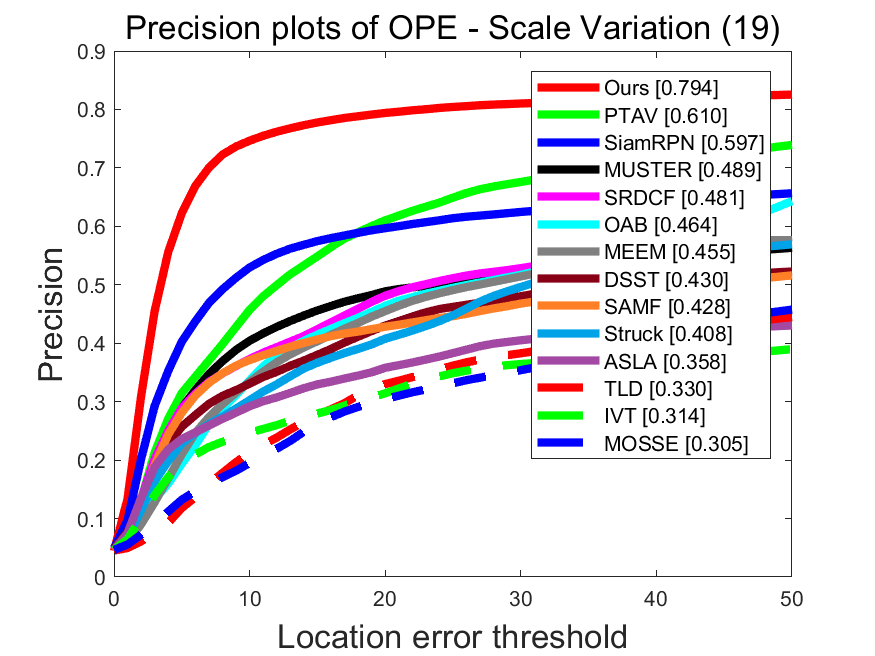 Precision plots of OPE - Scale Variation (19)
0.9
0.8
0.7
0.6
0.5
0.4
0.3
0.2
0.1
0
Precision
Ours [0.794]
PTAV [0.610]
SiamRPN [0.597]
MUSTER [0.489]
SRDCF [0.481]
OAB [0.464]
MEEM [0.455]
DSST [0.430]
SAMF [0.428]
Struck [0.408]
ASLA [0.358]
TLD [0.330]
IVT [0.314]
MOSSE [0.305]
0 10 20 30 40 50
Location error threshold